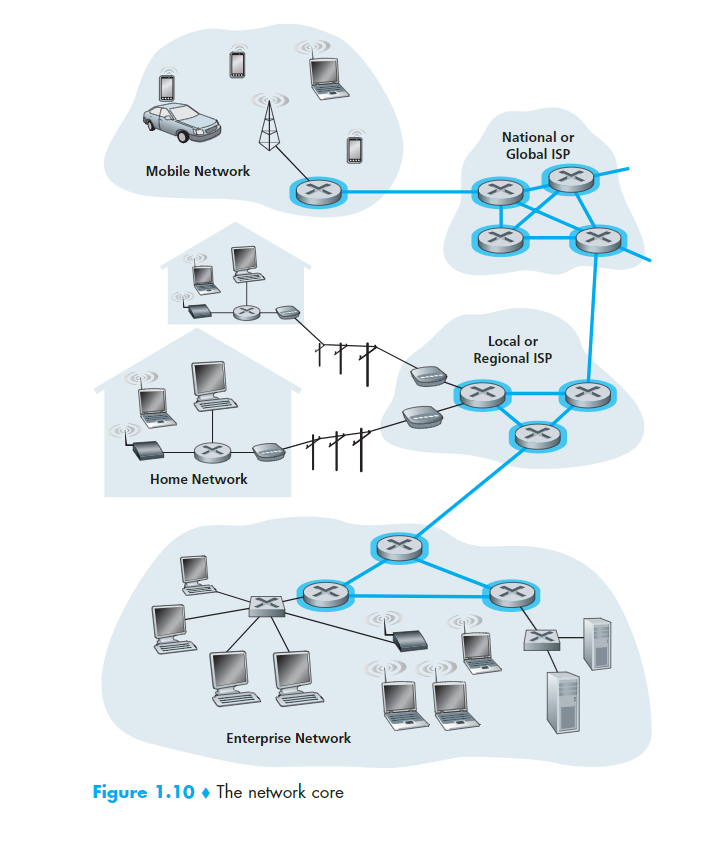 Mobile Network
National or
Global ISP
Local or
Regional ISP
Home Network
Enterprise Network
Figure 1.10 ♦ The network core